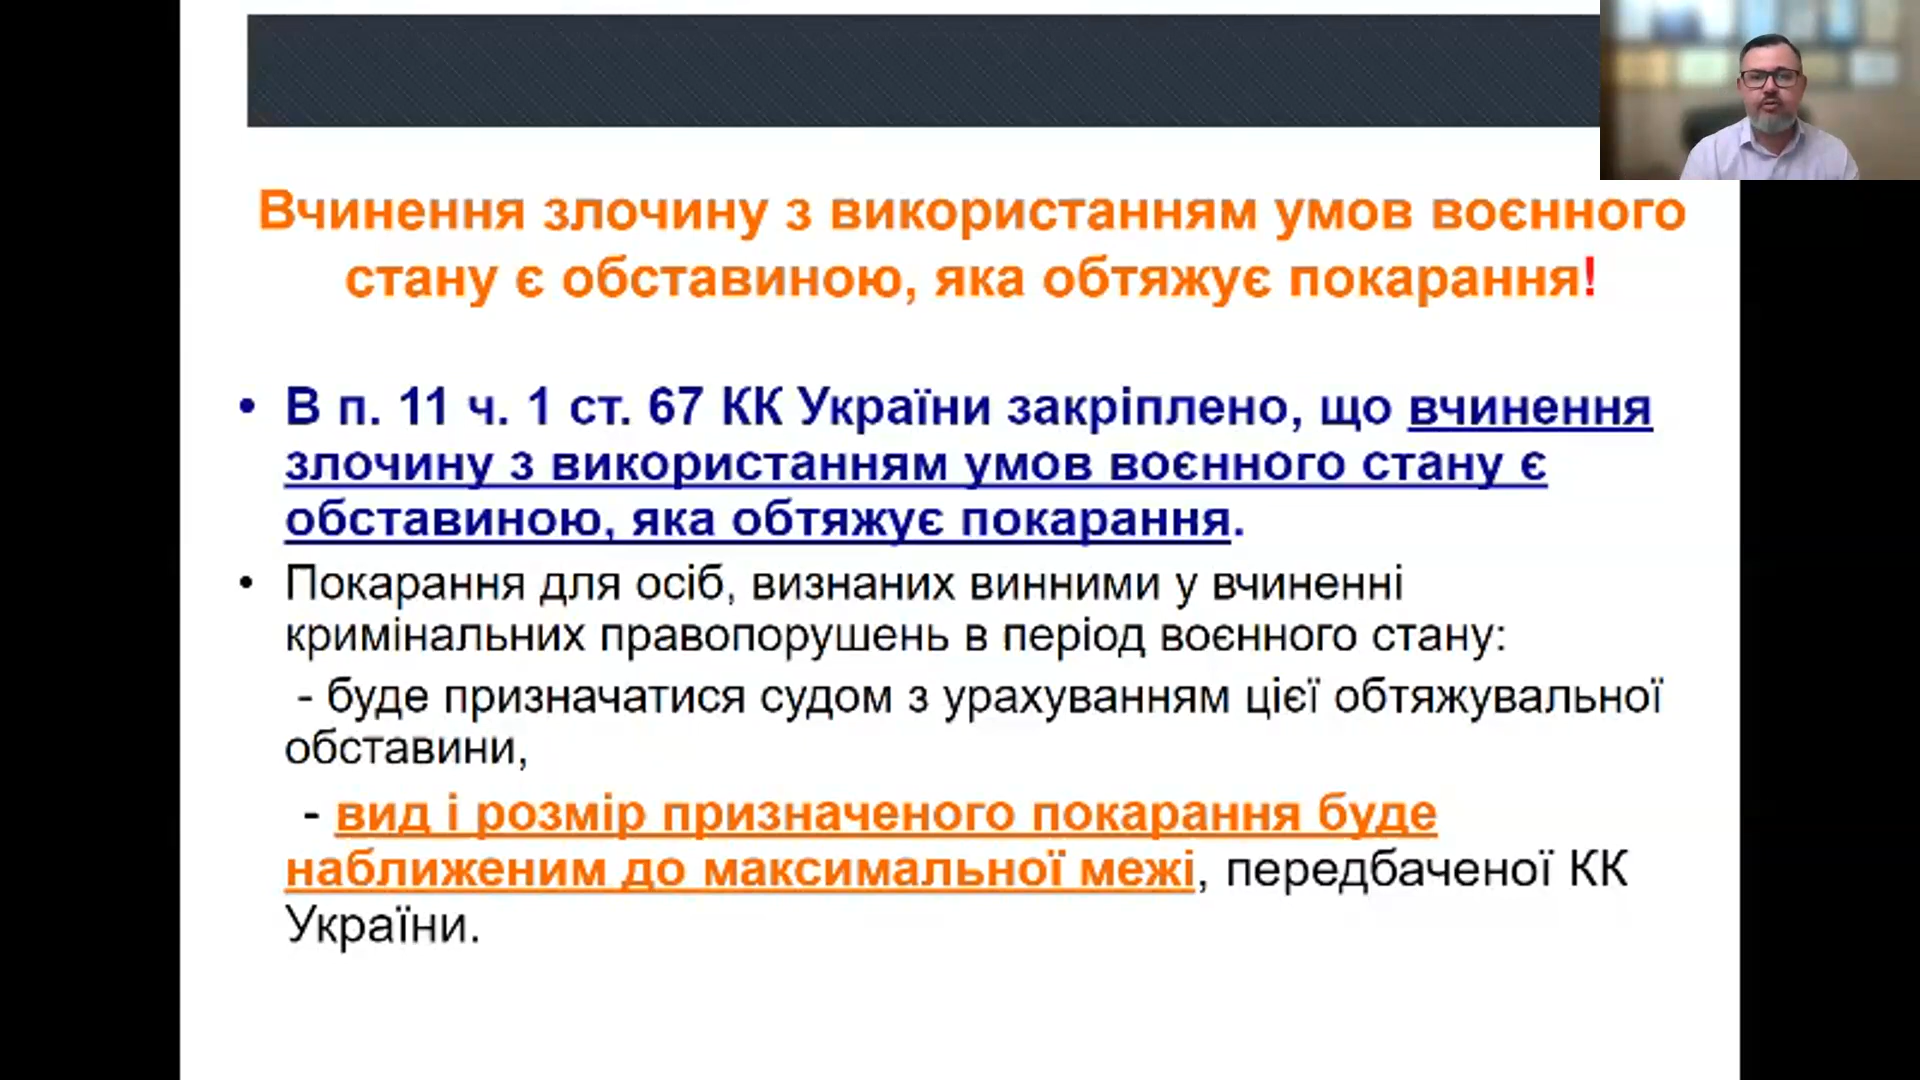 Вчинення злочину з використанням умов воєнного
стану є обставиною, яка обтяжує покарання!
• В п. 11 ч. 1 ст. 67 КК України закріплено, що вчинення
злочину з використанням умов воєнного стану є
обставиною, яка обтяжує покарання.
• Покарання для осіб, визнаних винними у вчиненні
кримінальних правопорушень в період воєнного стану:
- буде призначатися судом з урахуванням цієї обтяжувальної
обставини,
- вид і розмір призначеного покарання буде
наближеним до максимальної межі, передбаченої КК
України.